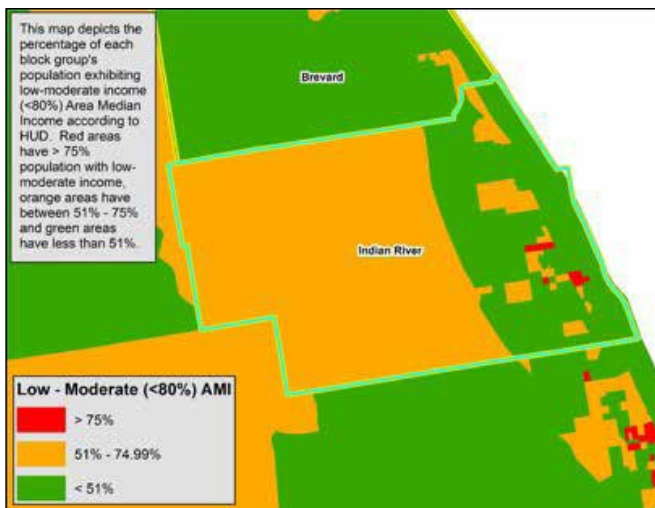 This map depicts the
percentage of each
block group's
population exhibiting
low-moderate income
(<80%) Area Median
Income according to
HUD. Red areas
have > 75%
population with low-
moderate income,
orange areas have
between 51% - 75%
and green areas
have less than 51%.
Brevard
Indian River
Low - Moderate (<80%) AMI
> 75%
51% - 74.99%
< 51%